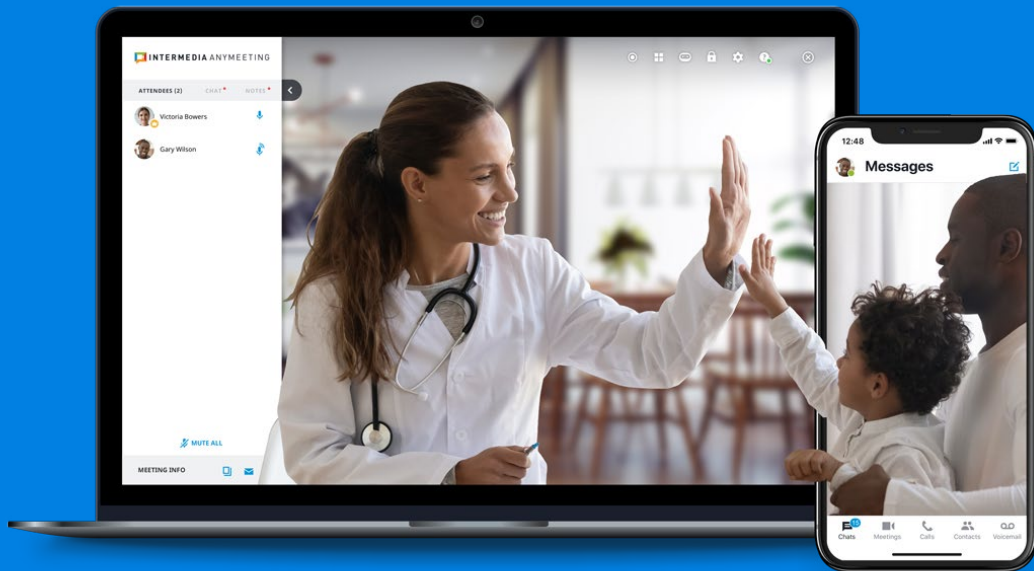 INTERMEDIA ANYMEETING
ATTENDEES (2) CHAT NOTES
Victoria Bowers
Gary Wilson
MUTE ALL
MEETING INFO
12:48
Messages
15
Chats Meetings Calls Contacts Voicemail